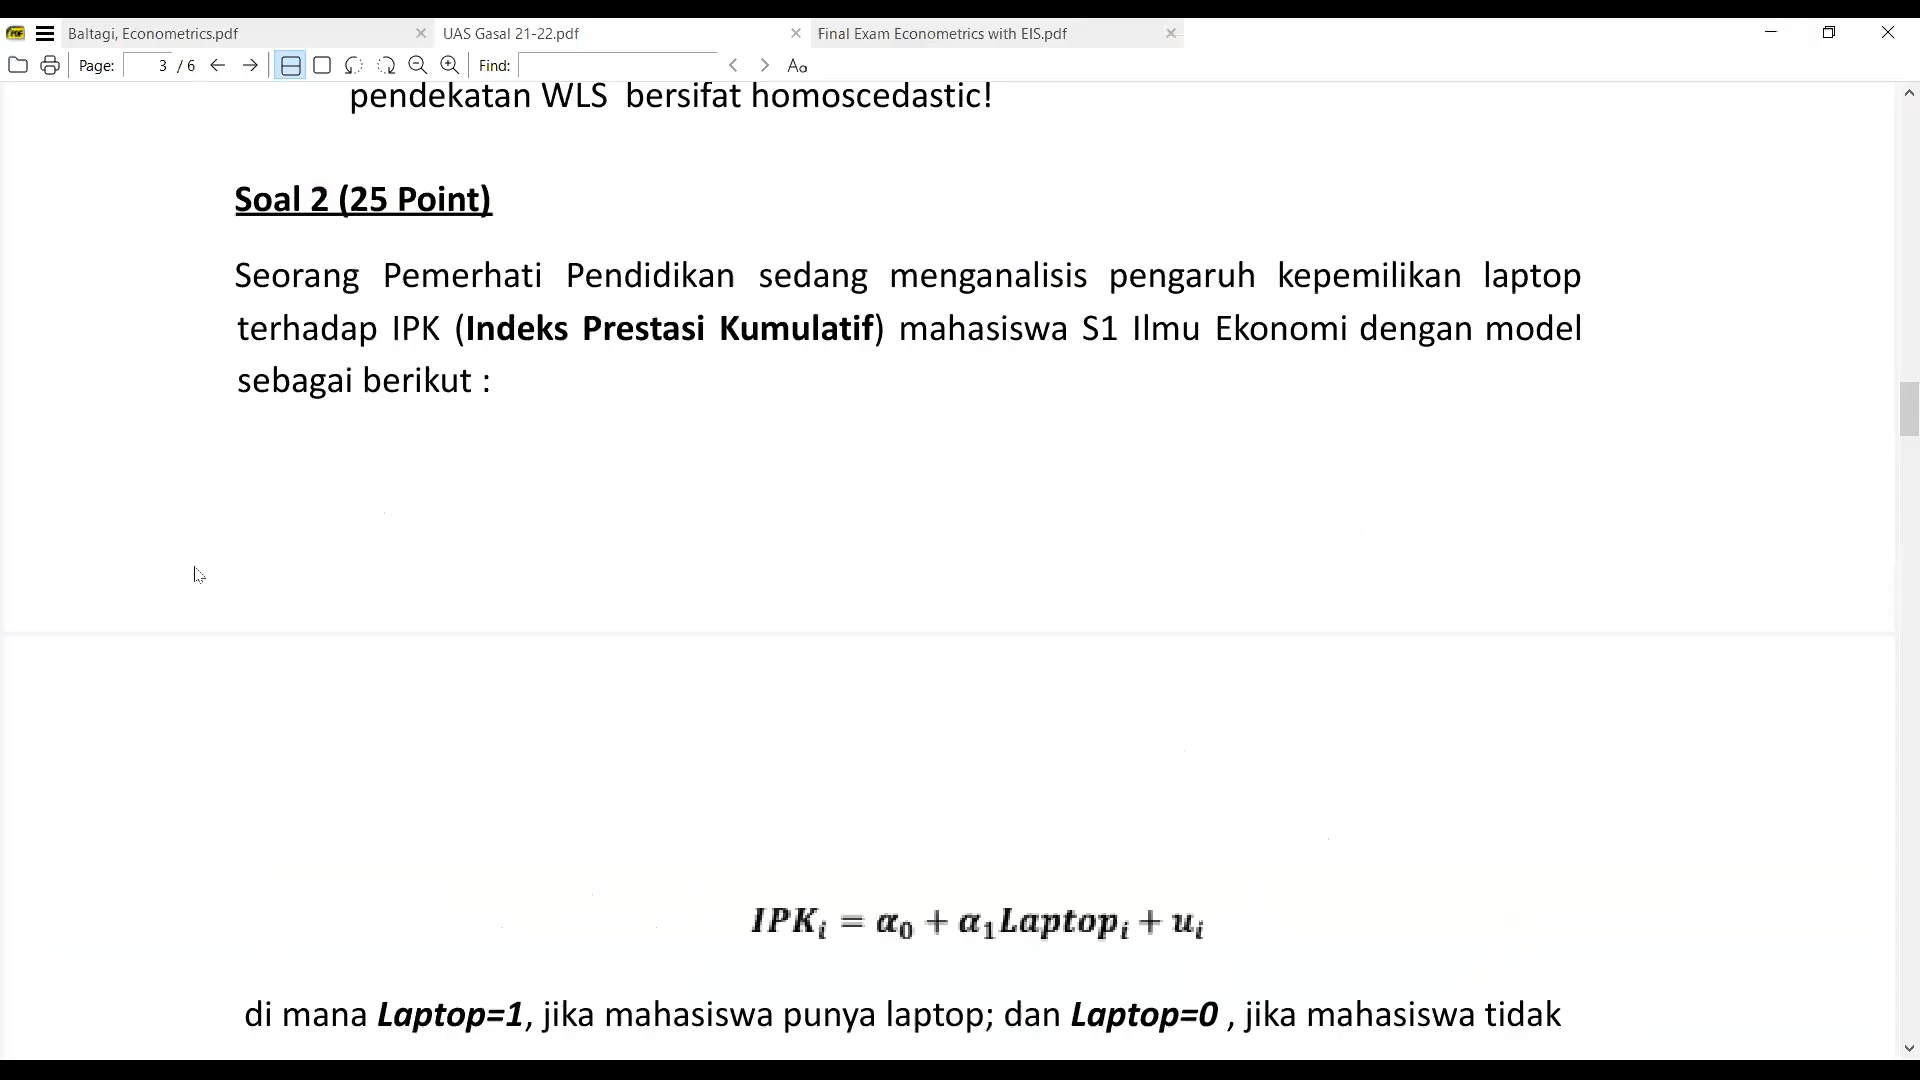 Baltagi, Econometrics.pdf
UAS Gasal 21-22.pdf
Final Exam Econometrics with EIS.pdf
Page: 3 / 6
Find:
Aa
pendekatan WLS bersifat homoscedastic!
Soal 2 (25 Point)
Seorang Pemerhati Pendidikan sedang menganalisis pengaruh kepemilikan laptop
terhadap IPK (Indeks Prestasi Kumulatif) mahasiswa S1 Ilmu Ekonomi dengan model
sebagai berikut :
IPKᵢ = α₀ + α₁Laptopᵢ + uᵢ
di mana Laptop=1, jika mahasiswa punya laptop; dan Laptop=0 , jika mahasiswa tidak